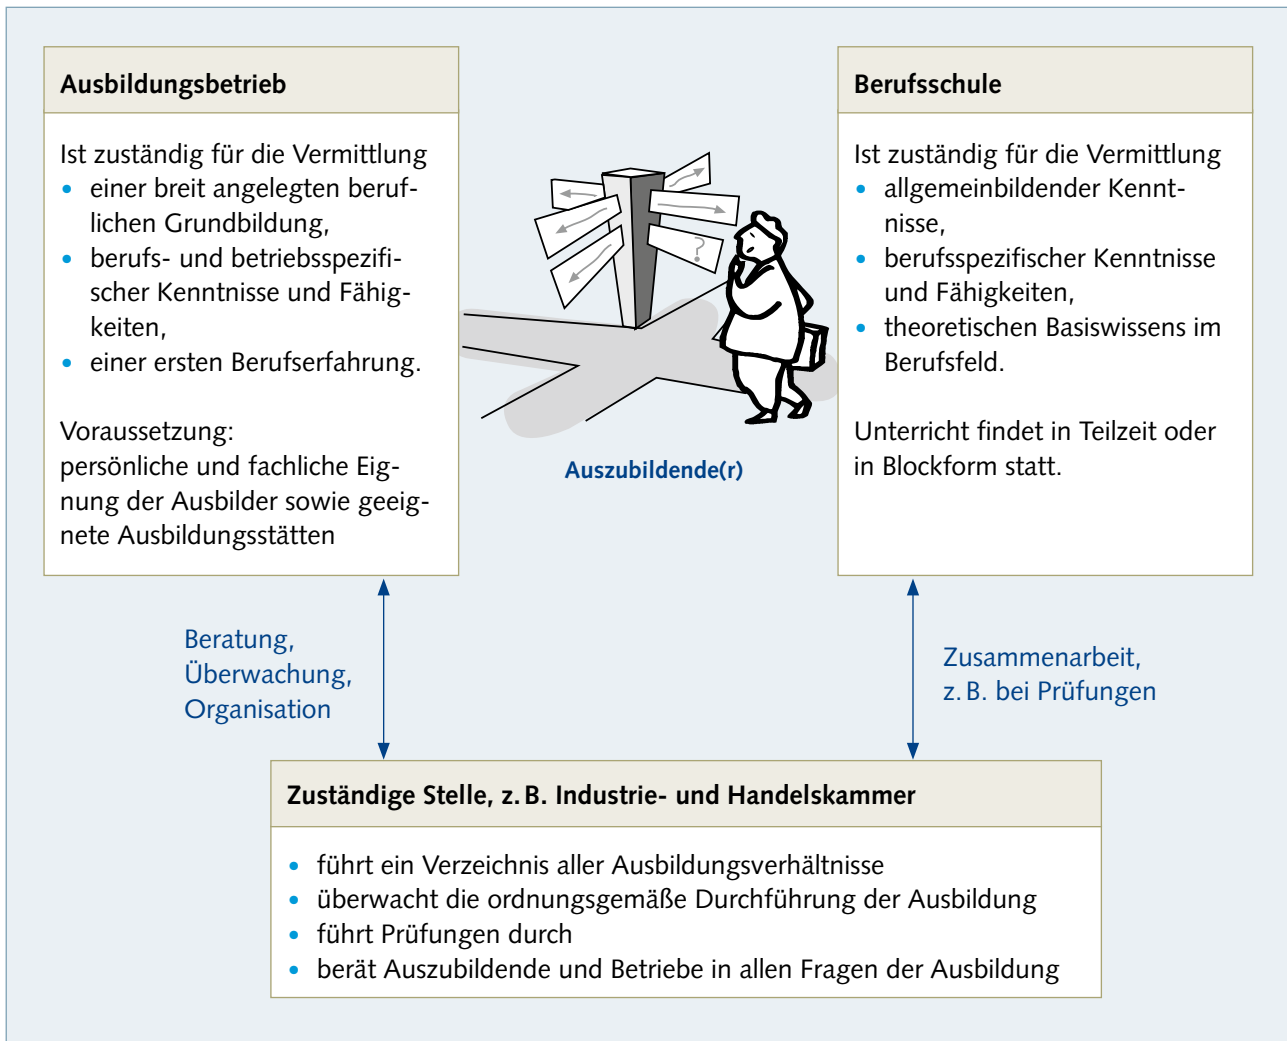 Ausbildungsbetrieb
Ist zuständig für die Vermittlung
• einer breit angelegten beruf-
lichen Grundbildung,
• berufs- und betriebsspezifi-
scher Kenntnisse und Fähig-
keiten,
• einer ersten Berufserfahrung.
Voraussetzung:
persönliche und fachliche Eig-
nung der Ausbilder sowie geeig-
nete Ausbildungsstätten
?
Auszubildende(r)
Berufsschule
Ist zuständig für die Vermittlung
• allgemeinbildender Kennt-
nisse,
• berufsspezifischer Kenntnisse
und Fähigkeiten,
• theoretischen Basiswissens im
Berufsfeld.
Unterricht findet in Teilzeit oder
in Blockform statt.
Beratung,
Überwachung,
Organisation
Zusammenarbeit,
z. B. bei Prüfungen
Zuständige Stelle, z. B. Industrie- und Handelskammer
• führt ein Verzeichnis aller Ausbildungsverhältnisse
• überwacht die ordnungsgemäße Durchführung der Ausbildung
• führt Prüfungen durch
• berät Auszubildende und Betriebe in allen Fragen der Ausbildung